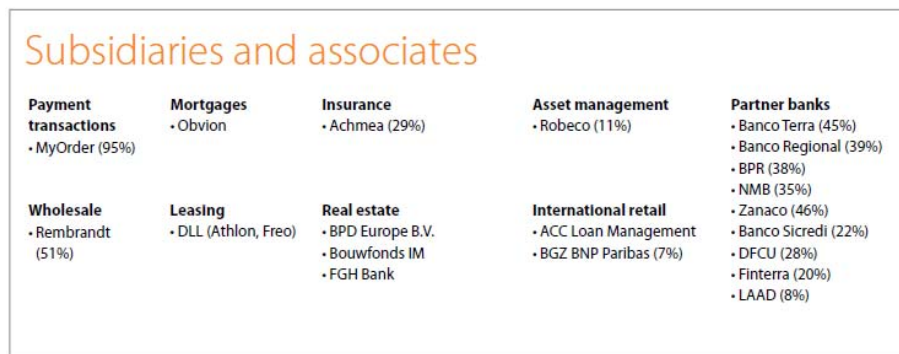 Subsidiaries and associates
Payment
transactions
• MyOrder (95%)
Mortgages
• Obvion
Insurance
• Achmea (29%)
Asset management
• Robeco (11%)
Partner banks
• Banco Terra (45%)
• Banco Regional (39%)
• BPR (38%)
• NMB (35%)
• Zanaco (46%)
• Banco Sicredi (22%)
• DFCU (28%)
• Finterra (20%)
• LAAD (8%)
Wholesale
• Rembrandt
(51%)
Leasing
• DLL (Athlon, Freo)
Real estate
• BPD Europe B.V.
• Bouwfonds IM
• FGH Bank
International retail
• ACC Loan Management
• BGZ BNP Paribas (7%)